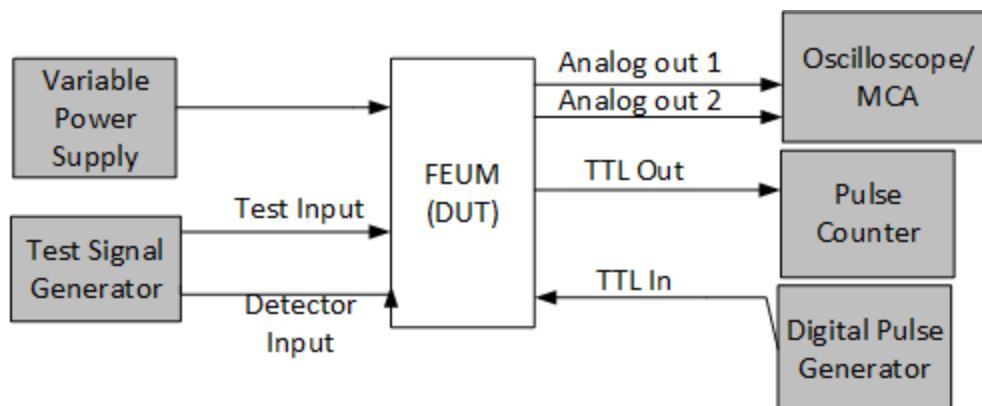 Variable
Power
Supply
Test Signal
Generator
Test Input
Detector
Input
FEUM
(DUT)
Analog out 1
Analog out 2
TTL Out
TTL In
Oscilloscope/
MCA
Pulse
Counter
Digital Pulse
Generator